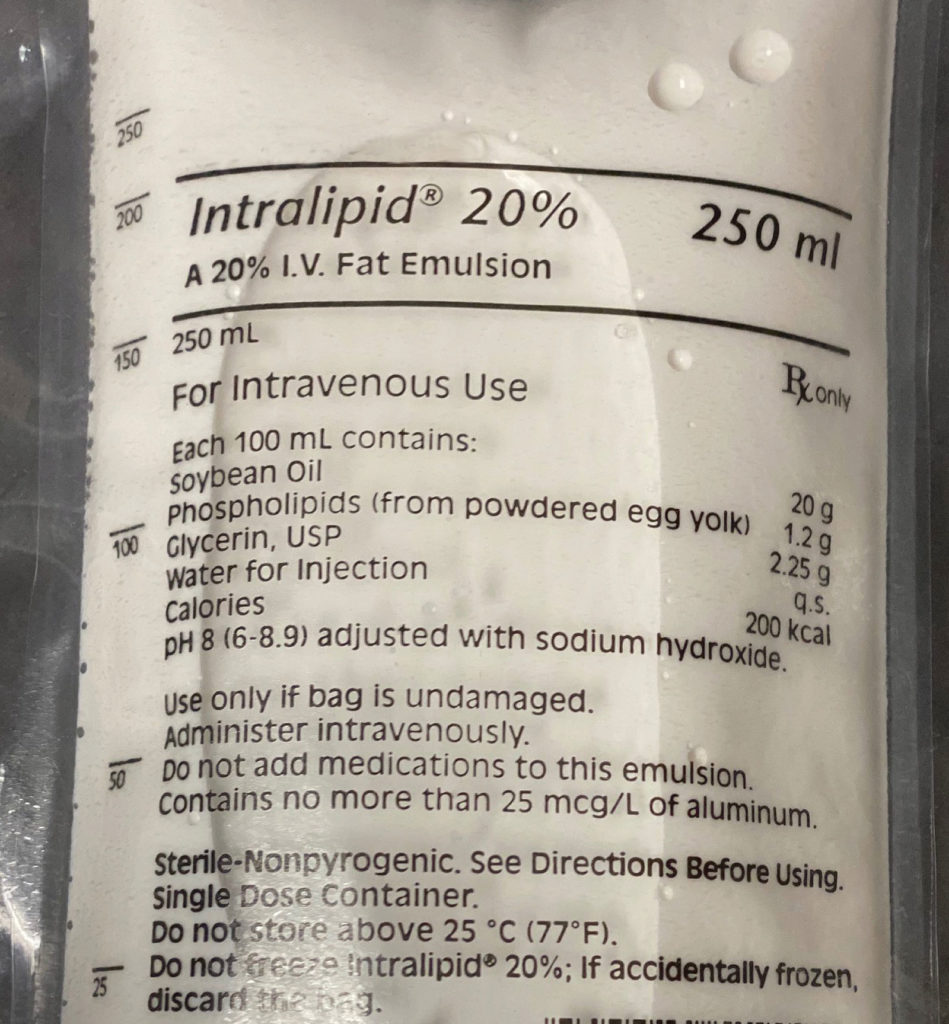 250
200
Intralipid® 20% 250 ml
A 20% I.V. Fat Emulsion
250 mL
150
For Intravenous Use
Rx only
Each 100 mL contains:
Soybean Oil 20 g
Phospholipids (from powdered egg yolk) 1.2 g
100
Glycerin, USP 2.25 g
Water for Injection q.s.
Calories 200 kcal
pH 8 (6-8.9) adjusted with sodium hydroxide.
Use only if bag is undamaged.
Administer intravenously.
50
Do not add medications to this emulsion.
Contains no more than 25 mcg/L of aluminum.
Sterile-Nonpyrogenic. See Directions Before Using.
Single Dose Container.
Do not store above 25 °C (77°F).
25
Do not freeze Intralipid® 20%; If accidentally frozen,
discard the bag.